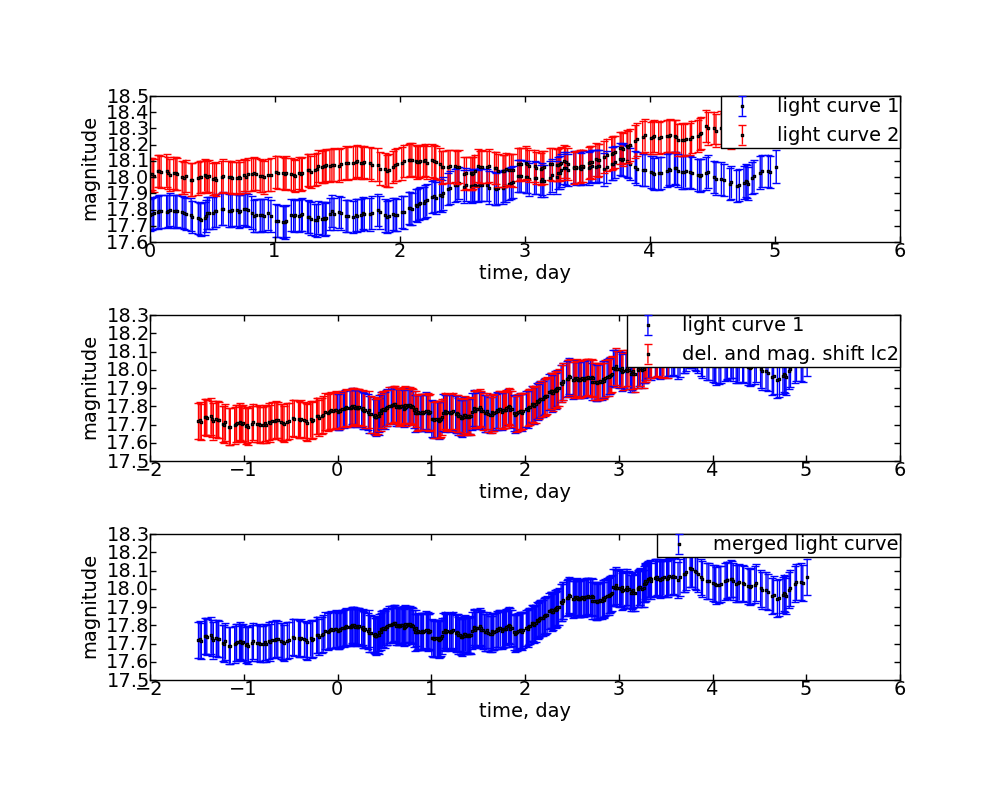 18.5
18.4
18.3
18.2
18.1
18.0
17.9
17.8
17.7
17.6
magnitude
light curve 1
light curve 2
0 1 2 3 4 5 6
time, day
18.3
18.2
18.1
18.0
17.9
17.8
17.7
17.6
17.5
magnitude
light curve 1
del. and mag. shift lc2
−2 −1 0 1 2 3 4 5 6
time, day
18.3
18.2
18.1
18.0
17.9
17.8
17.7
17.6
17.5
magnitude
merged light curve
−2 −1 0 1 2 3 4 5 6
time, day